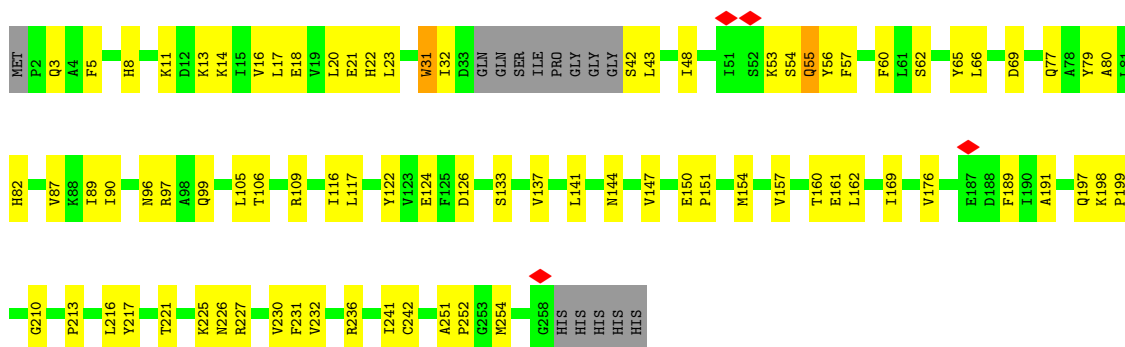 MET P2 Q3 A4 F5 H8 K11 D12 K13 K14 I15 V16 L17 E18 V19 L20 E21 H22 L23 W31 I32 D33 GLN GLN SER ILE PRO GLY GLY GLY S42 L43 I48 I51 S52 K53 S54 Q55 Y56 F57 F60 L61 S62 Y65 L66 D69 Q77 A78 Y79 A80 L81
H82 V87 K88 I89 I90 N96 R97 A98 Q99 L105 T106 R109 I116 L117 Y122 V123 E124 F125 D126 S133 V137 L141 N144 V147 E150 P151 M154 V157 T160 E161 L162 I169 V176 E187 D188 F189 I190 A191 Q197 K198 P199
G210 P213 L216 Y217 T221 K225 N226 R227 V230 F231 V232 R236 I241 C242 A251 P252 G253 M254 G258 HIS HIS HIS HIS HIS